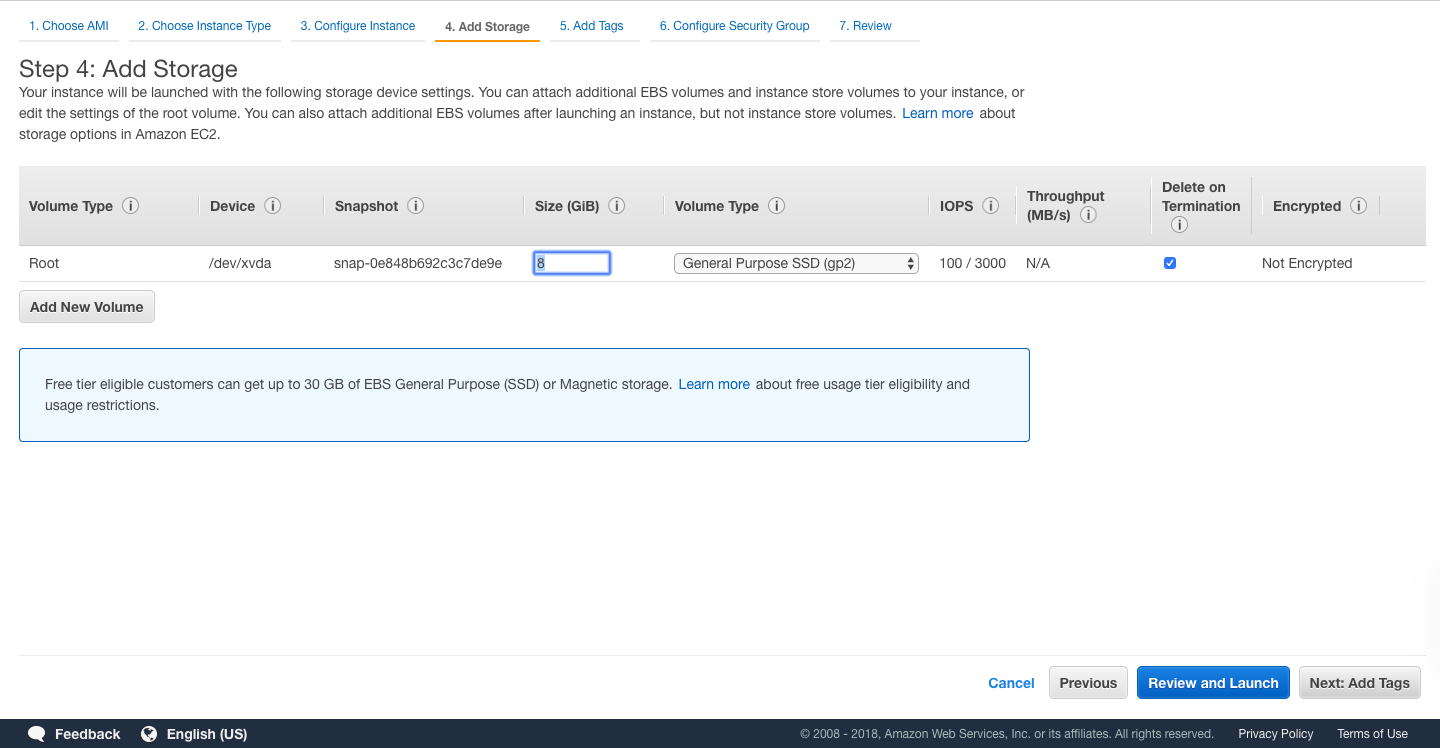 1. Choose AMI 2. Choose Instance Type 3. Configure Instance 4. Add Storage 5. Add Tags 6. Configure Security Group 7. Review
Step 4: Add Storage
Your instance will be launched with the following storage device settings. You can attach additional EBS volumes and instance store volumes to your instance, or
edit the settings of the root volume. You can also attach additional EBS volumes after launching an instance, but not instance store volumes. Learn more about
storage options in Amazon EC2.
Volume Type i Device i Snapshot i Size (GiB) i Volume Type i IOPS i Throughput (MB/s) i Delete on Termination i Encrypted i
Root /dev/xvda snap-0e848b692c3c7de9e 8 General Purpose SSD (gp2) 100 / 3000 N/A Not Encrypted
Add New Volume
Free tier eligible customers can get up to 30 GB of EBS General Purpose (SSD) or Magnetic storage. Learn more about free usage tier eligibility and
usage restrictions.
Cancel Previous Review and Launch Next: Add Tags
Feedback English (US) © 2008 - 2018, Amazon Web Services, Inc. or its affiliates. All rights reserved. Privacy Policy Terms of Use